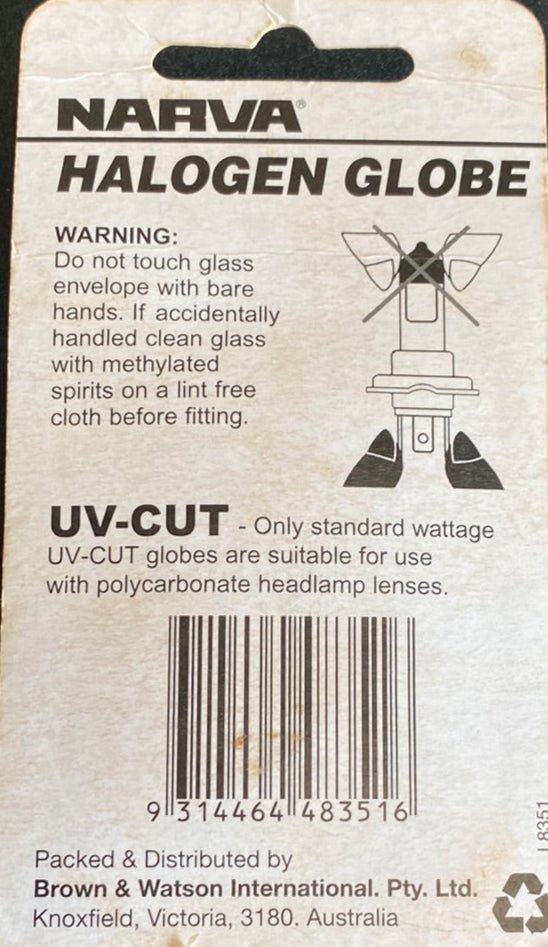 NARVA®
HALOGEN GLOBE
WARNING:
Do not touch glass
envelope with bare
hands. If accidentally
handled clean glass
with methylated
spirits on a lint free
cloth before fitting.
UV-CUT - Only standard wattage
UV-CUT globes are suitable for use
with polycarbonate headlamp lenses.
9 314464 483516
L8351
Packed & Distributed by
Brown & Watson International. Pty. Ltd.
Knoxfield, Victoria, 3180. Australia